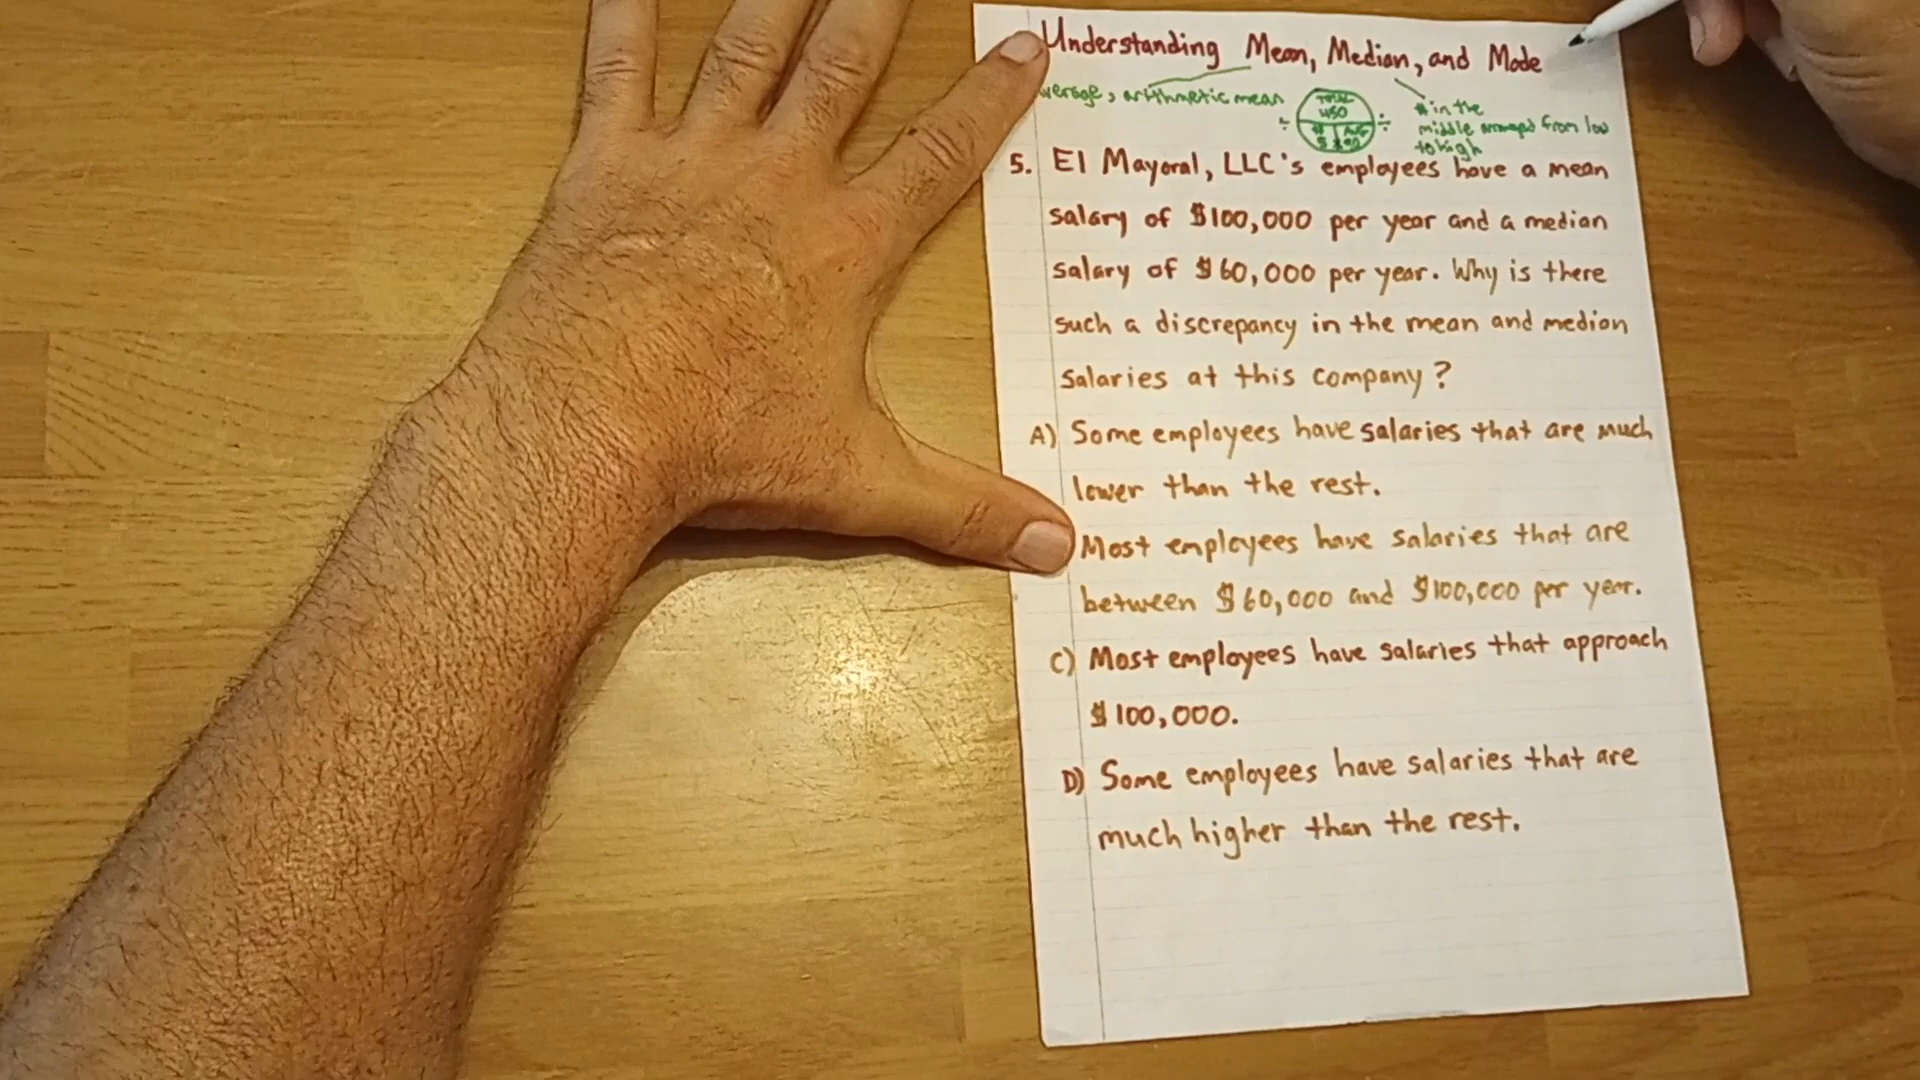 Understanding Mean, Median, and Mode
verage, arithmetic mean
TOTAL
450
÷ ÷
# AVG
5 90
# in the
middle arranged from low
to high
5. El Mayoral, LLC's employees have a mean
salary of $100,000 per year and a median
salary of $60,000 per year. Why is there
such a discrepancy in the mean and median
salaries at this company?
A) Some employees have salaries that are much
lower than the rest.
Most employees have salaries that are
between $60,000 and $100,000 per year.
C) Most employees have salaries that approach
$100,000.
D) Some employees have salaries that are
much higher than the rest.